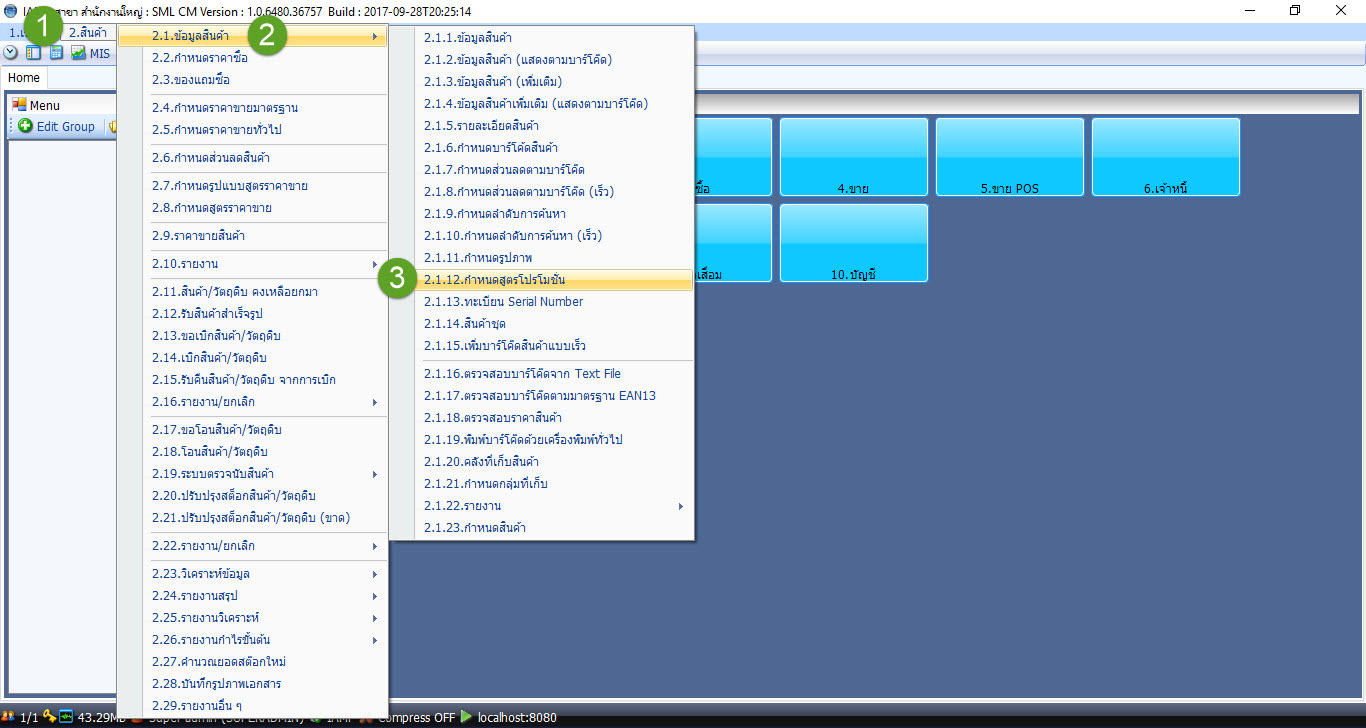 สาขา สำนักงานใหญ่ : SML CM Version : 1.0.6480.36757 Build : 2017-09-28T20:25:14
1
2.สินค้า
MIS
Home
Menu
Edit Group
2.1.ข้อมูลสินค้า
2
2.2.กำหนดราคาซื้อ
2.3.ของแถมซื้อ
2.4.กำหนดราคาขายมาตรฐาน
2.5.กำหนดราคาขายทั่วไป
2.6.กำหนดส่วนลดสินค้า
2.7.กำหนดรูปแบบสูตรราคาขาย
2.8.กำหนดสูตรราคาขาย
2.9.ราคาขายสินค้า
2.10.รายงาน
2.11.สินค้า/วัตถุดิบ คงเหลือยกมา
2.12.รับสินค้าสำเร็จรูป
2.13.ขอเบิกสินค้า/วัตถุดิบ
2.14.เบิกสินค้า/วัตถุดิบ
2.15.รับคืนสินค้า/วัตถุดิบ จากการเบิก
2.16.รายงาน/ยกเลิก
2.17.ขอโอนสินค้า/วัตถุดิบ
2.18.โอนสินค้า/วัตถุดิบ
2.19.ระบบตรวจนับสินค้า
2.20.ปรับปรุงสต็อกสินค้า/วัตถุดิบ
2.21.ปรับปรุงสต็อกสินค้า/วัตถุดิบ (ขาด)
2.22.รายงาน/ยกเลิก
2.23.วิเคราะห์ข้อมูล
2.24.รายงานสรุป
2.25.รายงานวิเคราะห์
2.26.รายงานกำไรขั้นต้น
2.27.คำนวณยอดสต๊อกใหม่
2.28.บันทึกรูปภาพเอกสาร
2.29.รายงานอื่น ๆ
2.1.1.ข้อมูลสินค้า
2.1.2.ข้อมูลสินค้า (แสดงตามบาร์โค๊ด)
2.1.3.ข้อมูลสินค้า (เพิ่มเติม)
2.1.4.ข้อมูลสินค้าเพิ่มเติม (แสดงตามบาร์โค๊ด)
2.1.5.รายละเอียดสินค้า
2.1.6.กำหนดบาร์โค๊ดสินค้า
2.1.7.กำหนดส่วนลดตามบาร์โค๊ด
2.1.8.กำหนดส่วนลดตามบาร์โค๊ด (เร็ว)
2.1.9.กำหนดลำดับการค้นหา
2.1.10.กำหนดลำดับการค้นหา (เร็ว)
2.1.11.กำหนดรูปภาพ
3
2.1.12.กำหนดสูตรโปรโมชั่น
2.1.13.ทะเบียน Serial Number
2.1.14.สินค้าชุด
2.1.15.เพิ่มบาร์โค๊ดสินค้าแบบเร็ว
2.1.16.ตรวจสอบบาร์โค๊ดจาก Text File
2.1.17.ตรวจสอบบาร์โค๊ดตามมาตรฐาน EAN13
2.1.18.ตรวจสอบราคาสินค้า
2.1.19.พิมพ์บาร์โค๊ดด้วยเครื่องพิมพ์ทั่วไป
2.1.20.คลังที่เก็บสินค้า
2.1.21.กำหนดกลุ่มที่เก็บ
2.1.22.รายงาน
2.1.23.กำหนดสินค้า
4.ขาย
5.ขาย POS
6.เจ้าหนี้
10.บัญชี
1/1 43.29MB Super admin (SUPERADMIN) Compress OFF localhost:8080